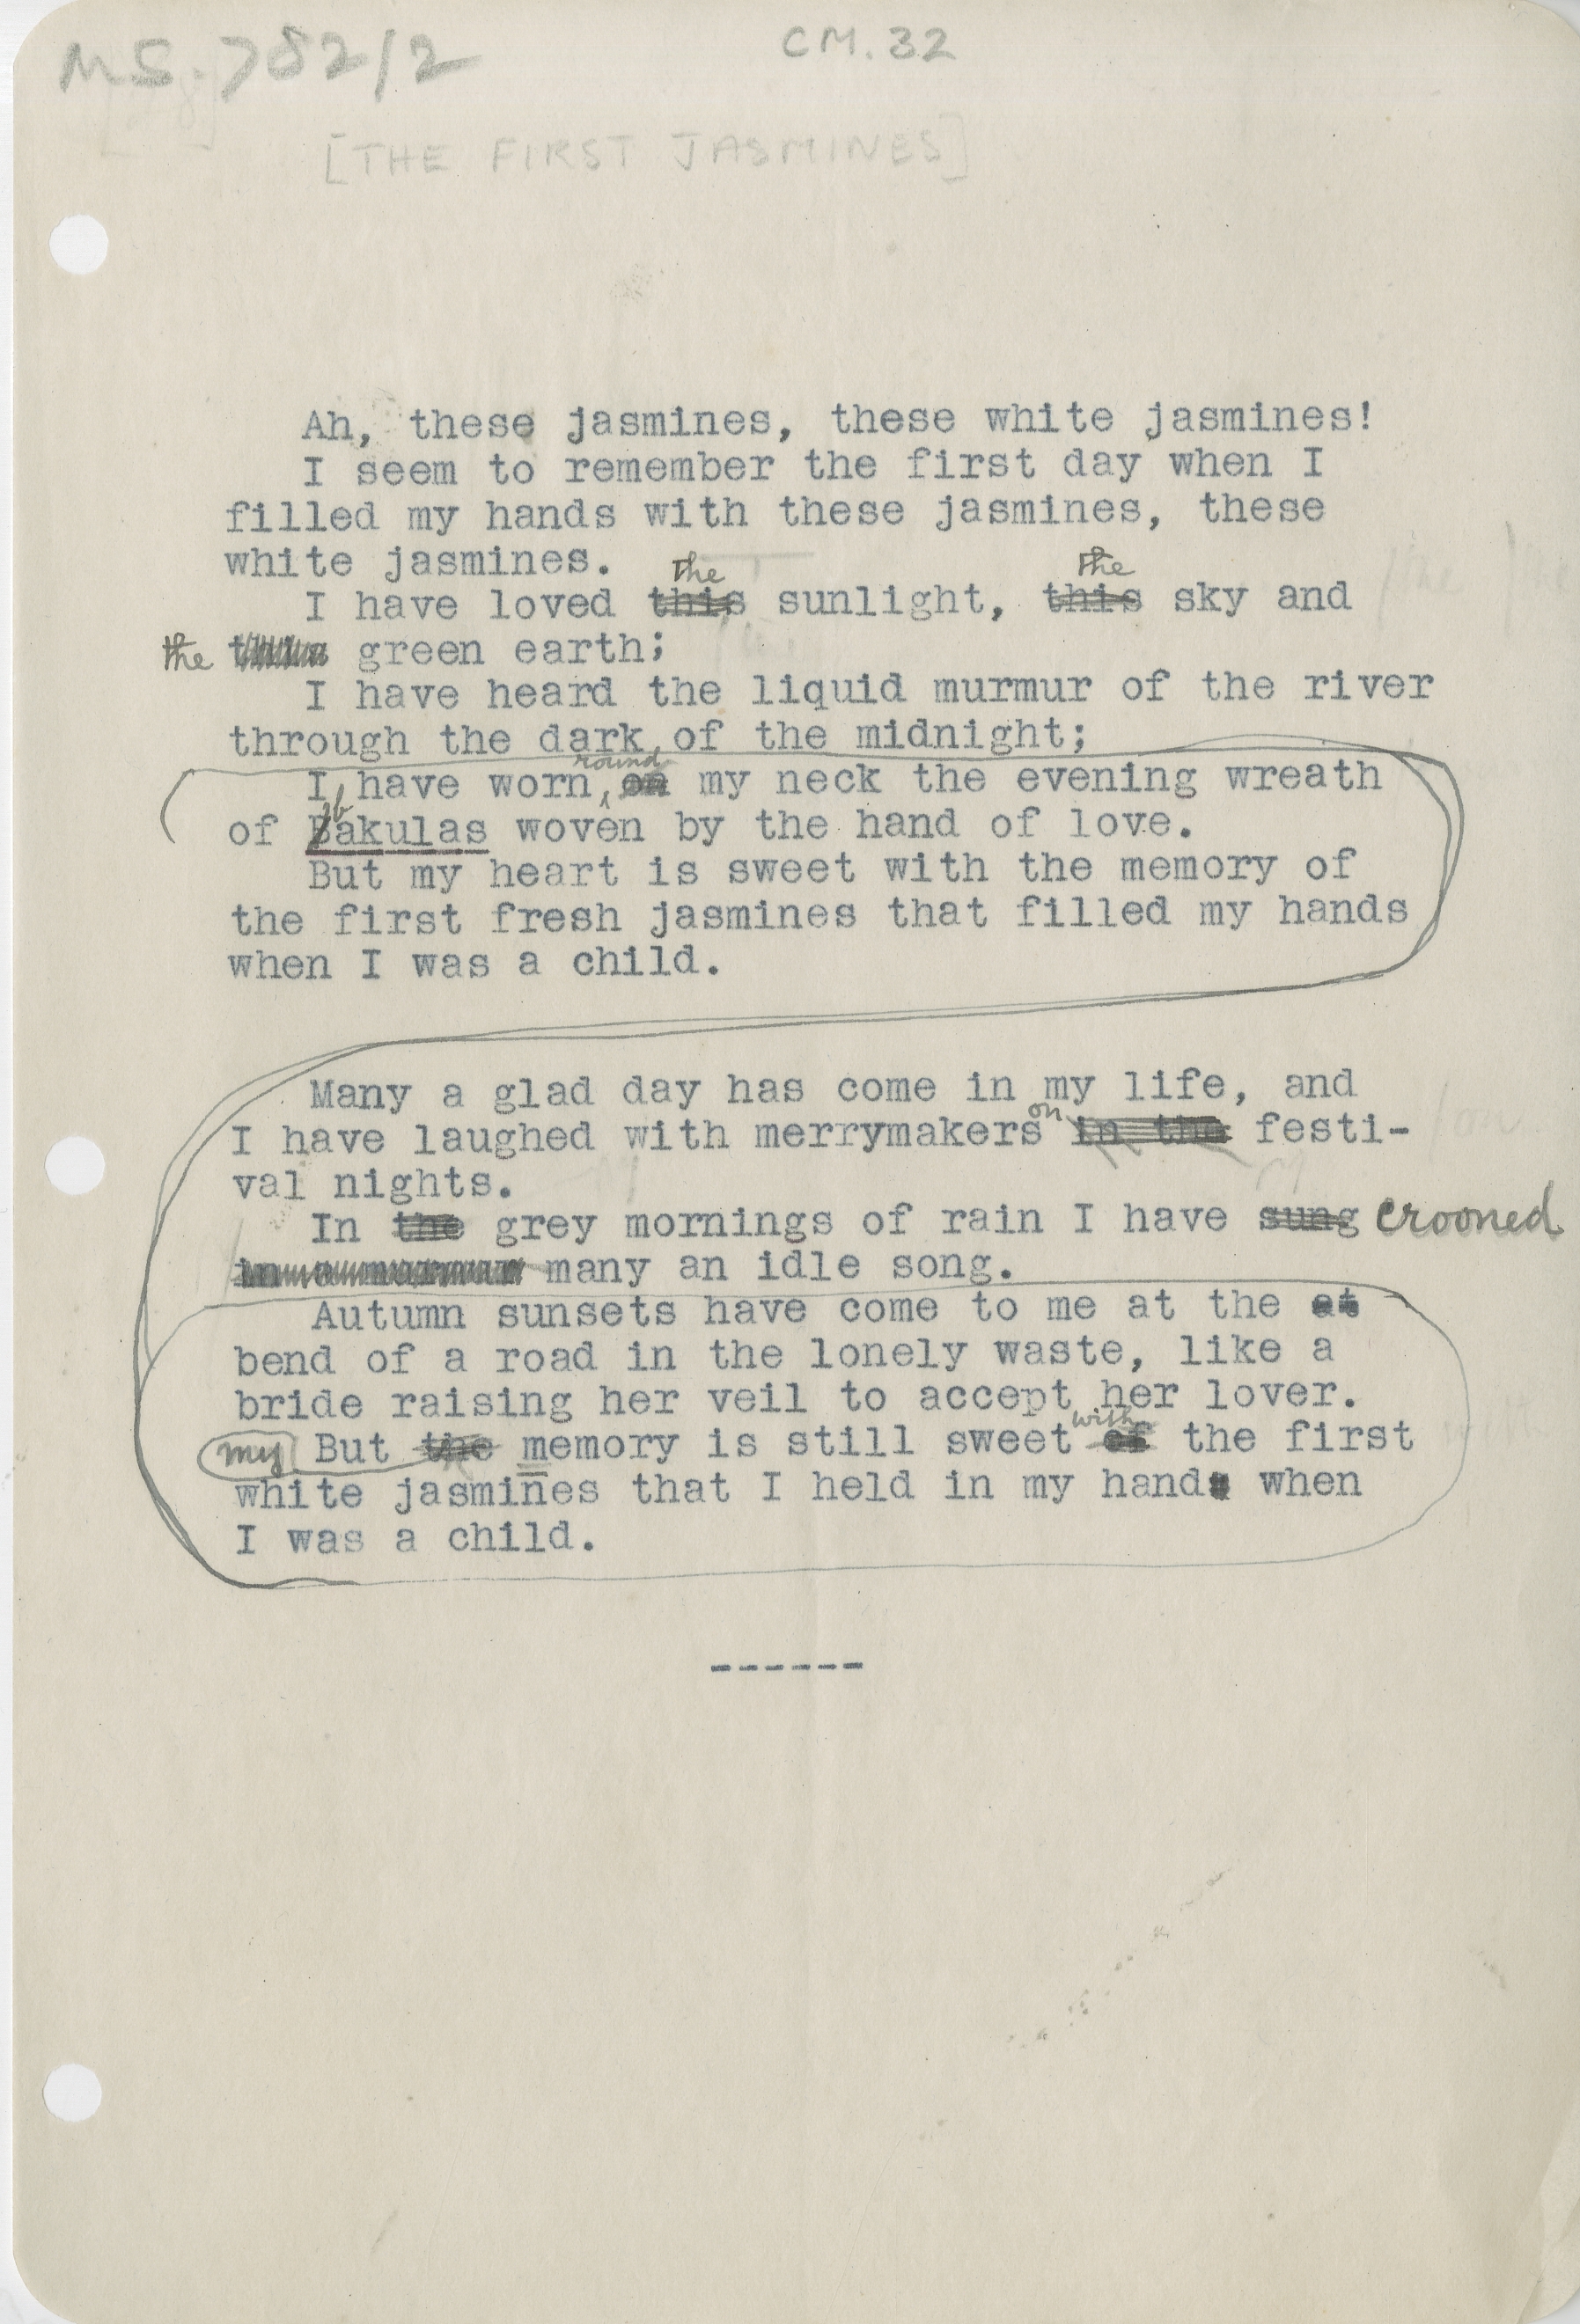 MS. 782/2
CM. 32
[THE FIRST JASMINES]
Ah, these jasmines, these white jasmines!
I seem to remember the first day when I
filled my hands with these jasmines, these
white jasmines.
the the
I have loved this sunlight, this sky and
the green earth;
I have heard the liquid murmur of the river
through the dark of the midnight;
round
I have worn on my neck the evening wreath
b
of Bakulas woven by the hand of love.
But my heart is sweet with the memory of
the first fresh jasmines that filled my hands
when I was a child.
Many a glad day has come in my life, and
on
I have laughed with merrymakers in the festi-
val nights.
In the grey mornings of rain I have sung crooned
in a murmur many an idle song.
Autumn sunsets have come to me at the at
bend of a road in the lonely waste, like a
bride raising her veil to accept her lover.
with
my But the memory is still sweet of the first
white jasmines that I held in my hands when
I was a child.
------